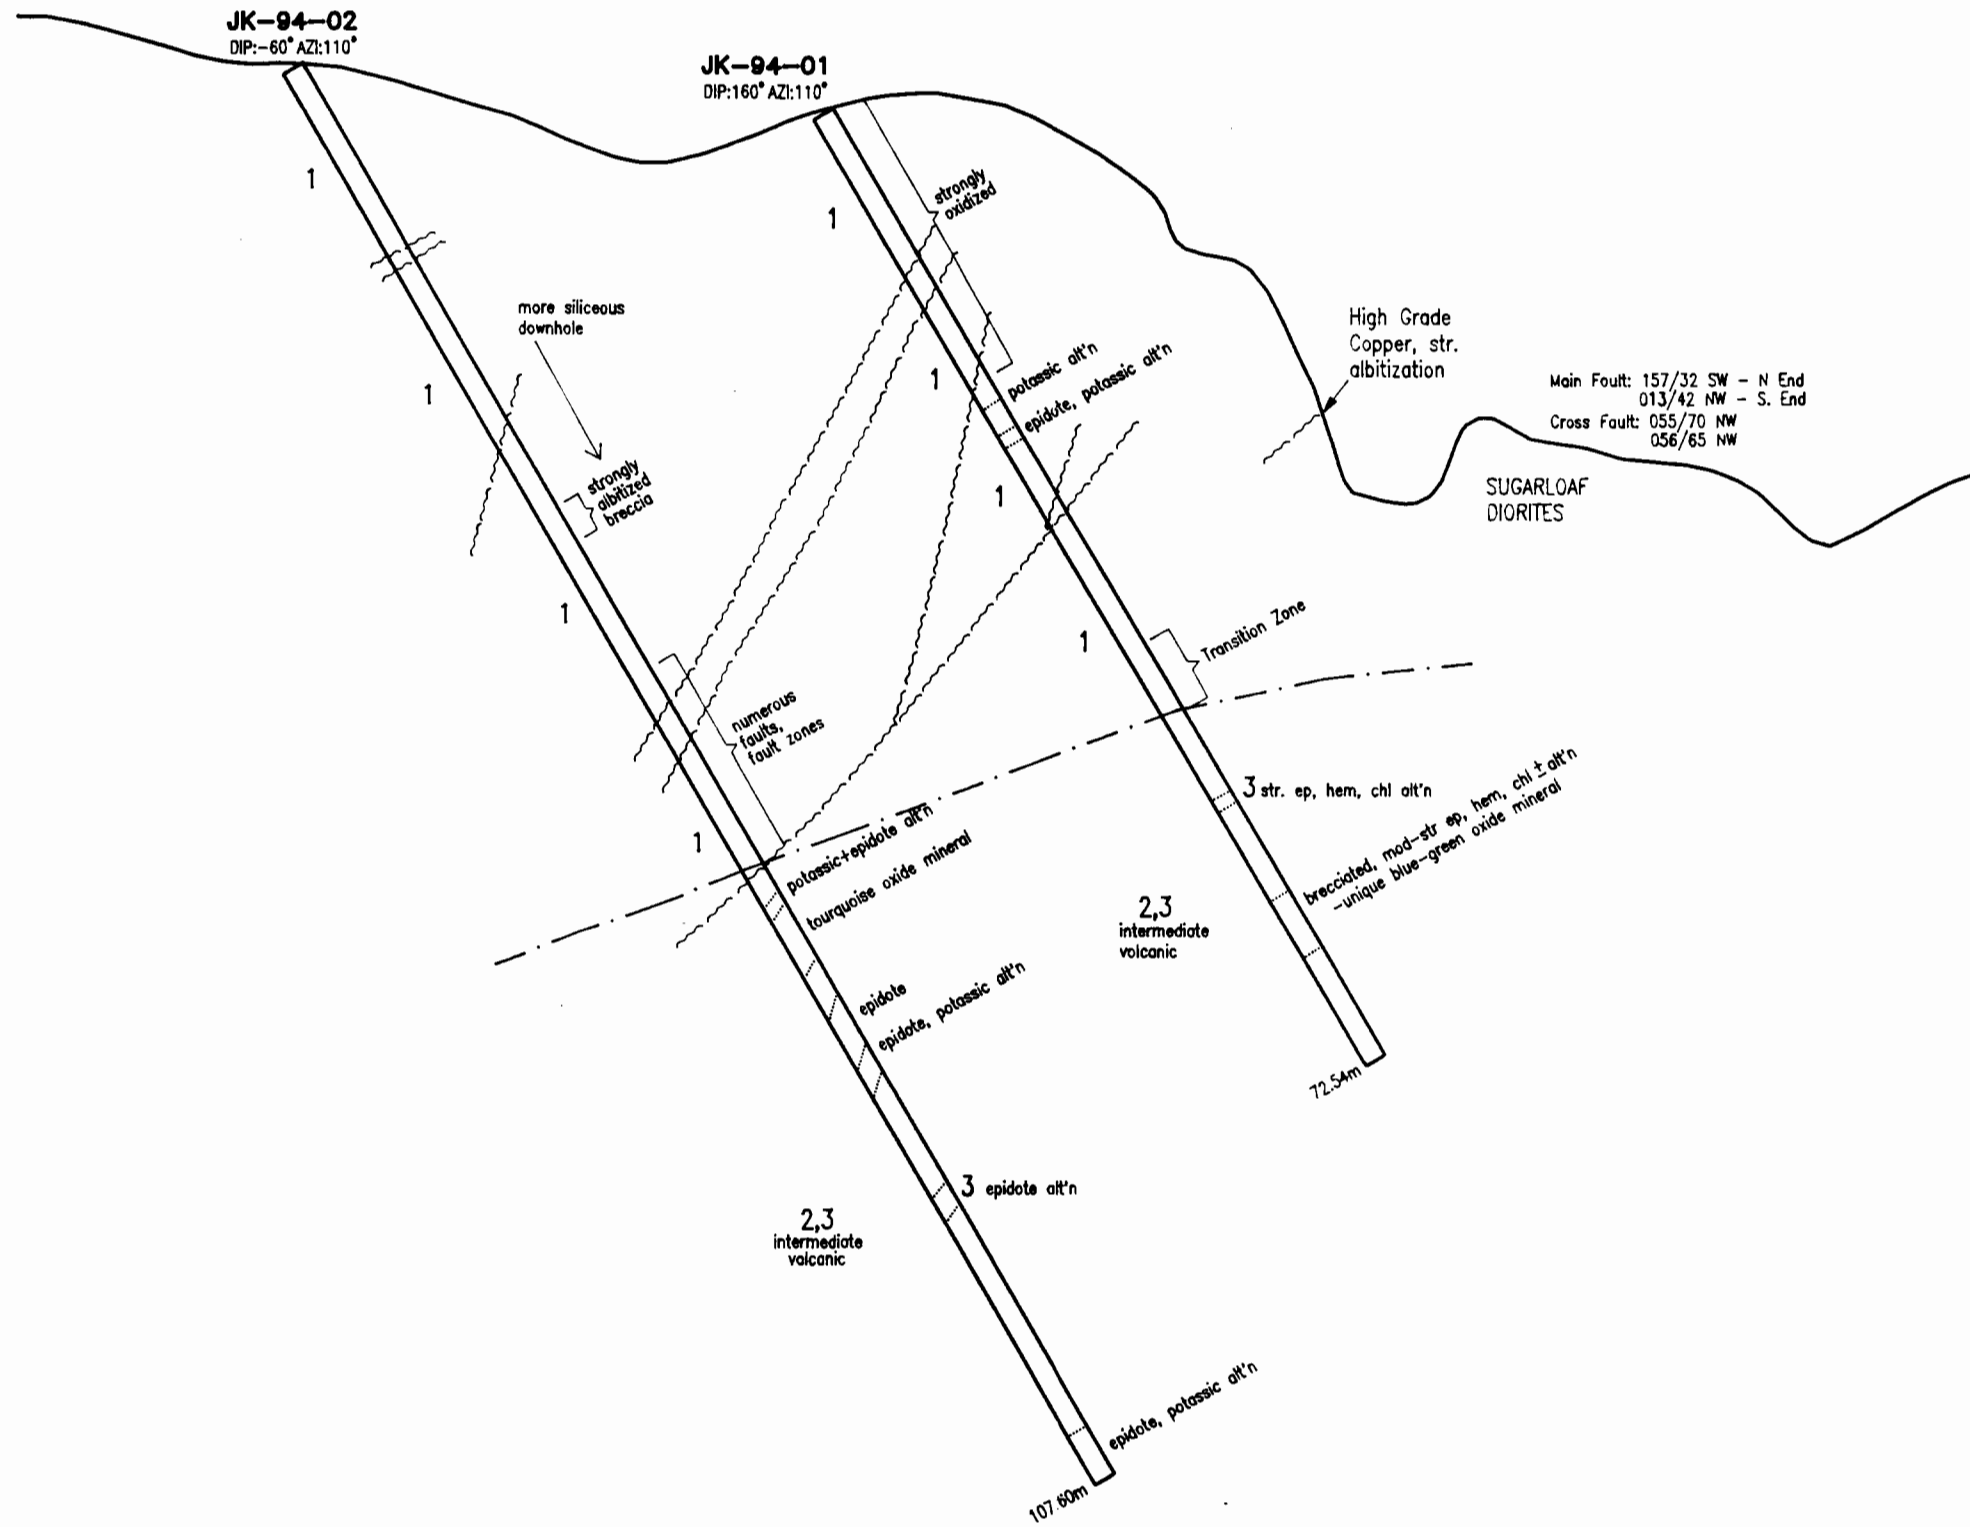 JK-94-02
DIP:-60° AZI:110°
JK-94-01
DIP:160° AZI:110°
1
1
strongly
oxidized
more siliceous
downhole
High Grade
Copper, str.
albitization
potassic alt'n
epidote, potassic alt'n
1
1
Main Fault: 157/32 SW - N End
013/42 NW - S. End
Cross Fault: 055/70 NW
056/65 NW
strongly
albitized
breccia
1
SUGARLOAF
DIORITES
1
1
Transition Zone
numerous
faults,
fault zones
1
3 str. ep, hem, chl alt'n
potassic+epidote alt'n
tourquoise oxide mineral
brecciated, mod-str ep, hem, chl ± alt'n
-unique blue-green oxide mineral
2,3
intermediate
volcanic
epidote
epidote, potassic alt'n
72.54m
3 epidote alt'n
2,3
intermediate
volcanic
epidote, potassic alt'n
107.60m